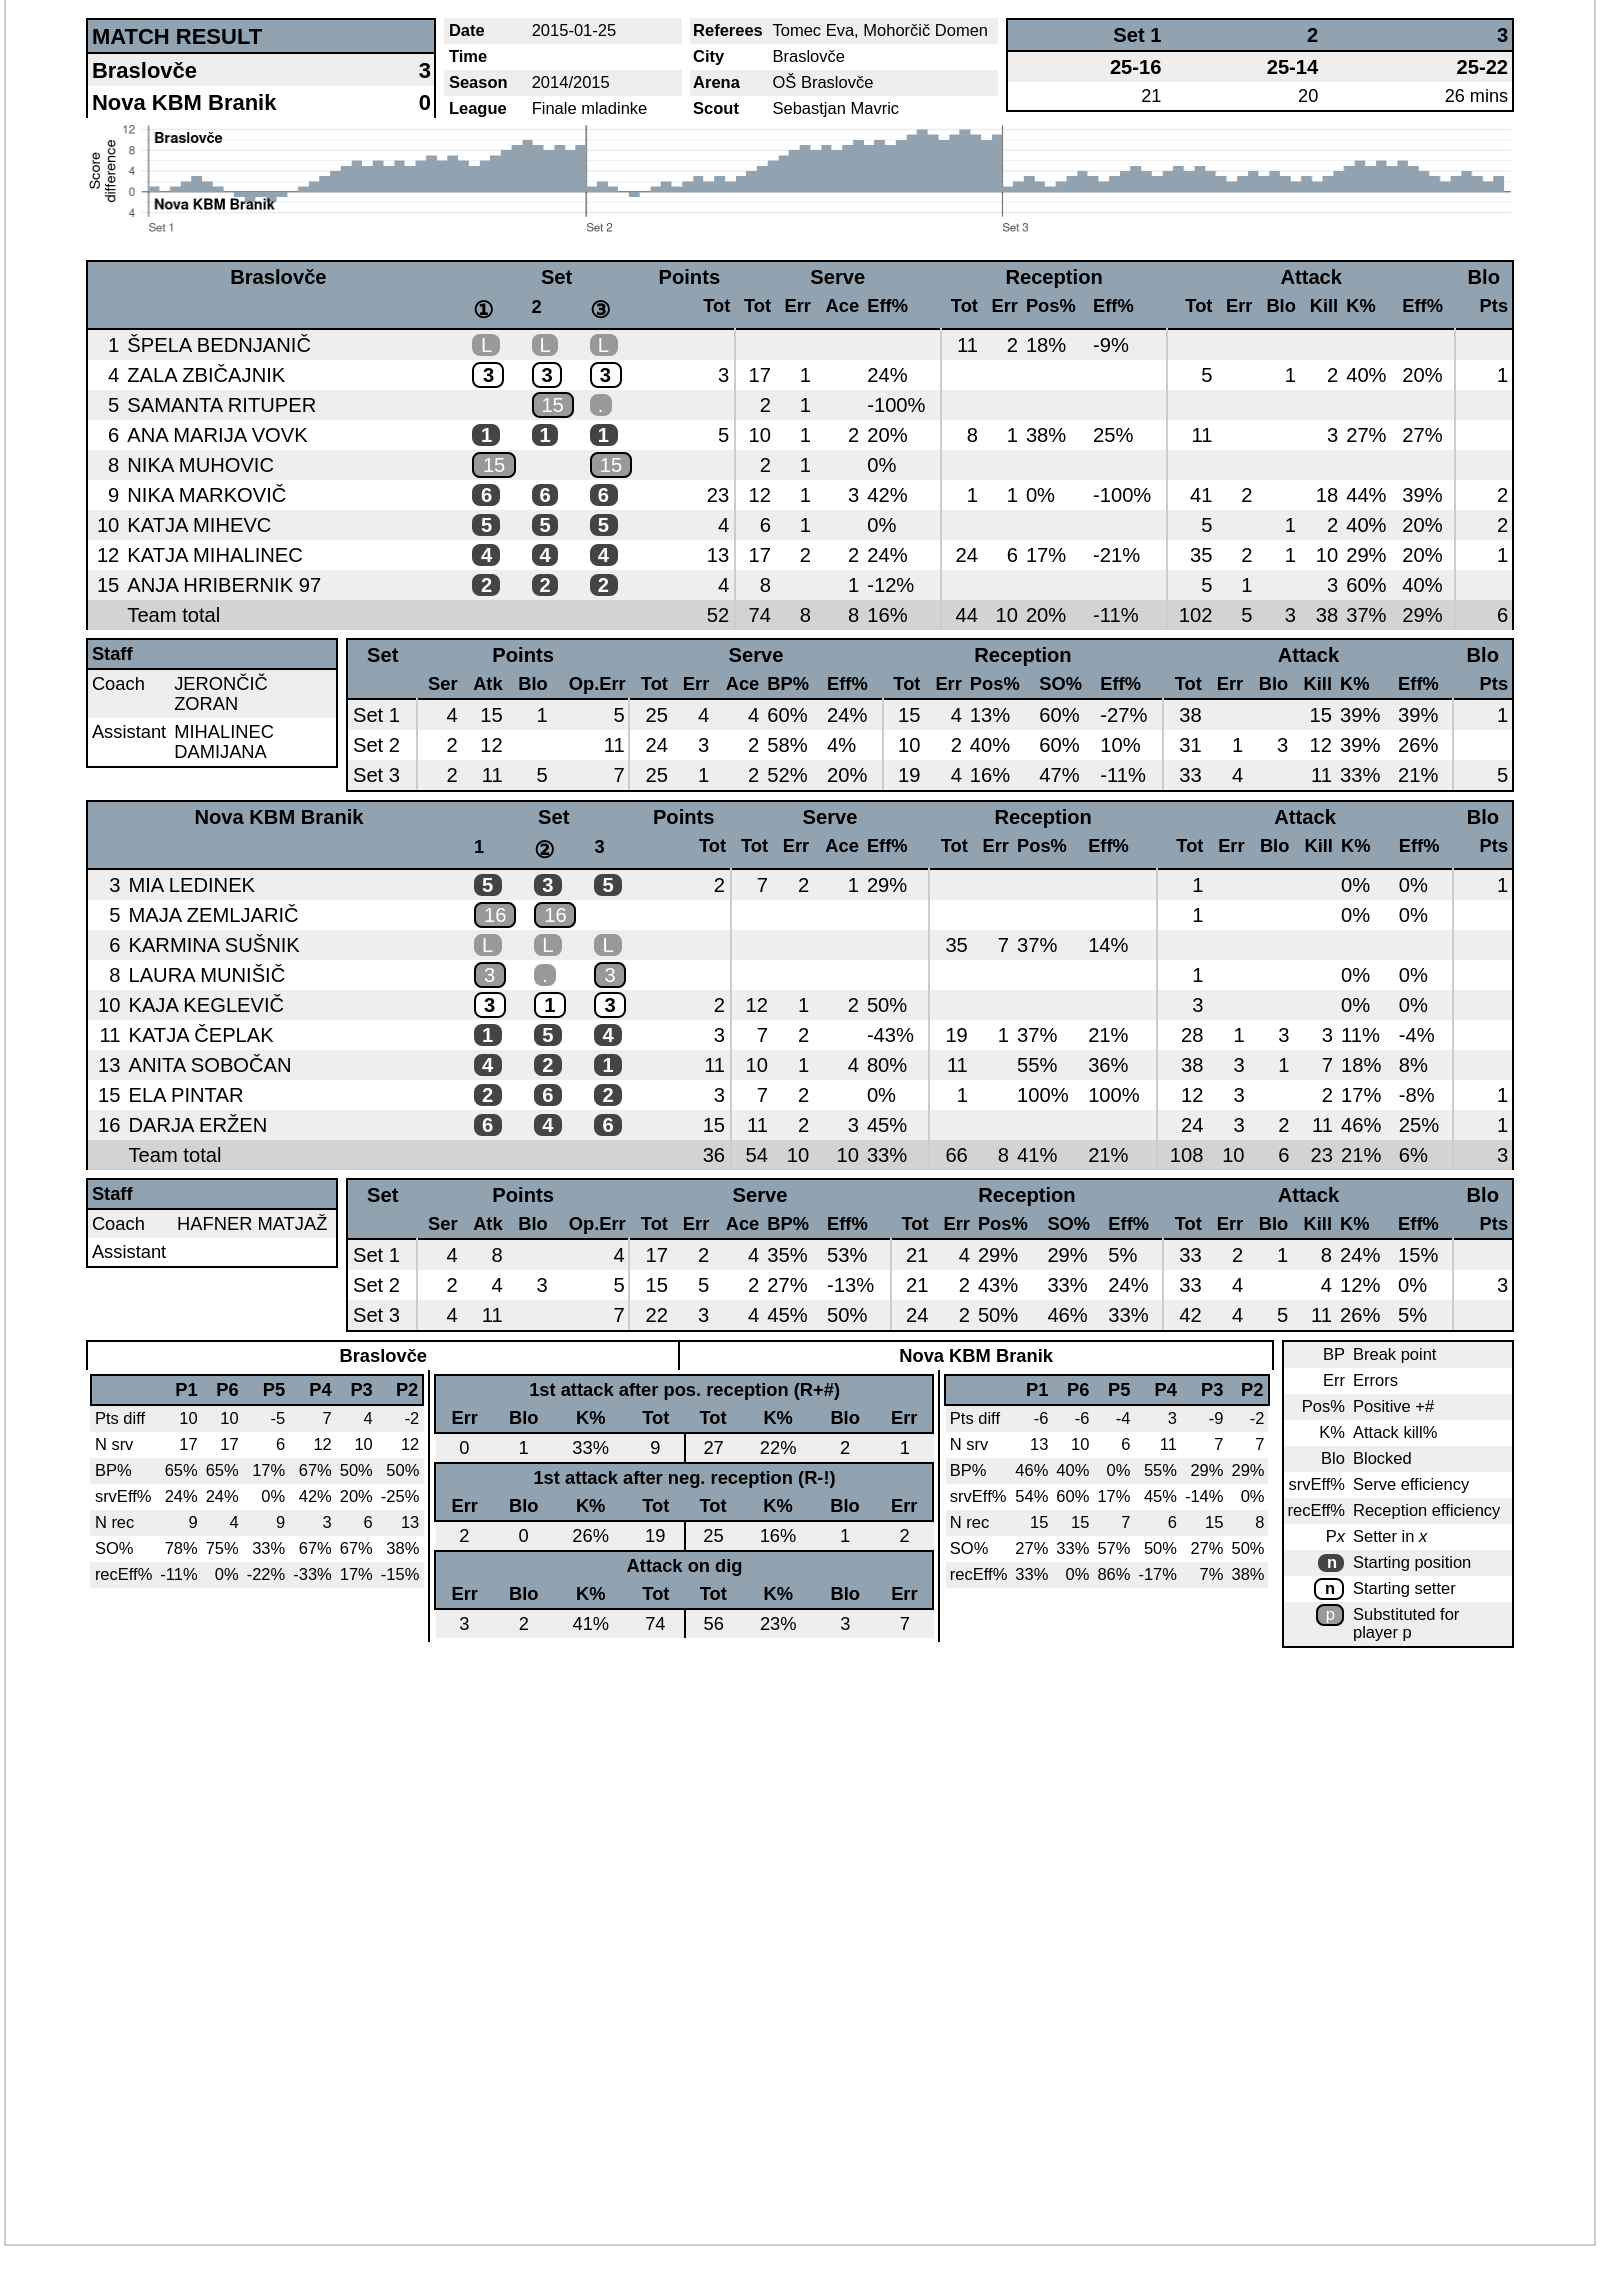 MATCH RESULT
Braslovče 3
Nova KBM Branik 0
Date 2015-01-25
Time
Season 2014/2015
League Finale mladinke
Referees Tomec Eva, Mohorčič Domen
City Braslovče
Arena OŠ Braslovče
Scout Sebastjan Mavric
Set 1 2 3
25-16 25-14 25-22
21 20 26 mins
Score difference
12
8
4
0
4
Braslovče
Nova KBM Branik
Set 1 Set 2 Set 3
Braslovče Set Points Serve Reception Attack Blo
① 2 ③ Tot Tot Err Ace Eff% Tot Err Pos% Eff% Tot Err Blo Kill K% Eff% Pts
1 ŠPELA BEDNJANIČ L L L 11 2 18% -9%
4 ZALA ZBIČAJNIK 3 3 3 3 17 1 24% 5 1 2 40% 20% 1
5 SAMANTA RITUPER 15 . 2 1 -100%
6 ANA MARIJA VOVK 1 1 1 5 10 1 2 20% 8 1 38% 25% 11 3 27% 27%
8 NIKA MUHOVIC 15 15 2 1 0%
9 NIKA MARKOVIČ 6 6 6 23 12 1 3 42% 1 1 0% -100% 41 2 18 44% 39% 2
10 KATJA MIHEVC 5 5 5 4 6 1 0% 5 1 2 40% 20% 2
12 KATJA MIHALINEC 4 4 4 13 17 2 2 24% 24 6 17% -21% 35 2 1 10 29% 20% 1
15 ANJA HRIBERNIK 97 2 2 2 4 8 1 -12% 5 1 3 60% 40%
Team total 52 74 8 8 16% 44 10 20% -11% 102 5 3 38 37% 29% 6
Staff
Coach JERONČIČ ZORAN
Assistant MIHALINEC DAMIJANA
Set Points Serve Reception Attack Blo
Ser Atk Blo Op.Err Tot Err Ace BP% Eff% Tot Err Pos% SO% Eff% Tot Err Blo Kill K% Eff% Pts
Set 1 4 15 1 5 25 4 4 60% 24% 15 4 13% 60% -27% 38 15 39% 39% 1
Set 2 2 12 11 24 3 2 58% 4% 10 2 40% 60% 10% 31 1 3 12 39% 26%
Set 3 2 11 5 7 25 1 2 52% 20% 19 4 16% 47% -11% 33 4 11 33% 21% 5
Nova KBM Branik Set Points Serve Reception Attack Blo
1 ② 3 Tot Tot Err Ace Eff% Tot Err Pos% Eff% Tot Err Blo Kill K% Eff% Pts
3 MIA LEDINEK 5 3 5 2 7 2 1 29% 1 0% 0% 1
5 MAJA ZEMLJARIČ 16 16 1 0% 0%
6 KARMINA SUŠNIK L L L 35 7 37% 14%
8 LAURA MUNIŠIČ 3 . 3 1 0% 0%
10 KAJA KEGLEVIČ 3 1 3 2 12 1 2 50% 3 0% 0%
11 KATJA ČEPLAK 1 5 4 3 7 2 -43% 19 1 37% 21% 28 1 3 3 11% -4%
13 ANITA SOBOČAN 4 2 1 11 10 1 4 80% 11 55% 36% 38 3 1 7 18% 8%
15 ELA PINTAR 2 6 2 3 7 2 0% 1 100% 100% 12 3 2 17% -8% 1
16 DARJA ERŽEN 6 4 6 15 11 2 3 45% 24 3 2 11 46% 25% 1
Team total 36 54 10 10 33% 66 8 41% 21% 108 10 6 23 21% 6% 3
Staff
Coach HAFNER MATJAŽ
Assistant
Set Points Serve Reception Attack Blo
Ser Atk Blo Op.Err Tot Err Ace BP% Eff% Tot Err Pos% SO% Eff% Tot Err Blo Kill K% Eff% Pts
Set 1 4 8 4 17 2 4 35% 53% 21 4 29% 29% 5% 33 2 1 8 24% 15%
Set 2 2 4 3 5 15 5 2 27% -13% 21 2 43% 33% 24% 33 4 4 12% 0% 3
Set 3 4 11 7 22 3 4 45% 50% 24 2 50% 46% 33% 42 4 5 11 26% 5%
Braslovče Nova KBM Branik
P1 P6 P5 P4 P3 P2
Pts diff 10 10 -5 7 4 -2
N srv 17 17 6 12 10 12
BP% 65% 65% 17% 67% 50% 50%
srvEff% 24% 24% 0% 42% 20% -25%
N rec 9 4 9 3 6 13
SO% 78% 75% 33% 67% 67% 38%
recEff% -11% 0% -22% -33% 17% -15%
1st attack after pos. reception (R+#)
Err Blo K% Tot Tot K% Blo Err
0 1 33% 9 27 22% 2 1
1st attack after neg. reception (R-!)
Err Blo K% Tot Tot K% Blo Err
2 0 26% 19 25 16% 1 2
Attack on dig
Err Blo K% Tot Tot K% Blo Err
3 2 41% 74 56 23% 3 7
P1 P6 P5 P4 P3 P2
Pts diff -6 -6 -4 3 -9 -2
N srv 13 10 6 11 7 7
BP% 46% 40% 0% 55% 29% 29%
srvEff% 54% 60% 17% 45% -14% 0%
N rec 15 15 7 6 15 8
SO% 27% 33% 57% 50% 27% 50%
recEff% 33% 0% 86% -17% 7% 38%
BP Break point
Err Errors
Pos% Positive +#
K% Attack kill%
Blo Blocked
srvEff% Serve efficiency
recEff% Reception efficiency
Px Setter in x
n Starting position
n Starting setter
p Substituted for
player p